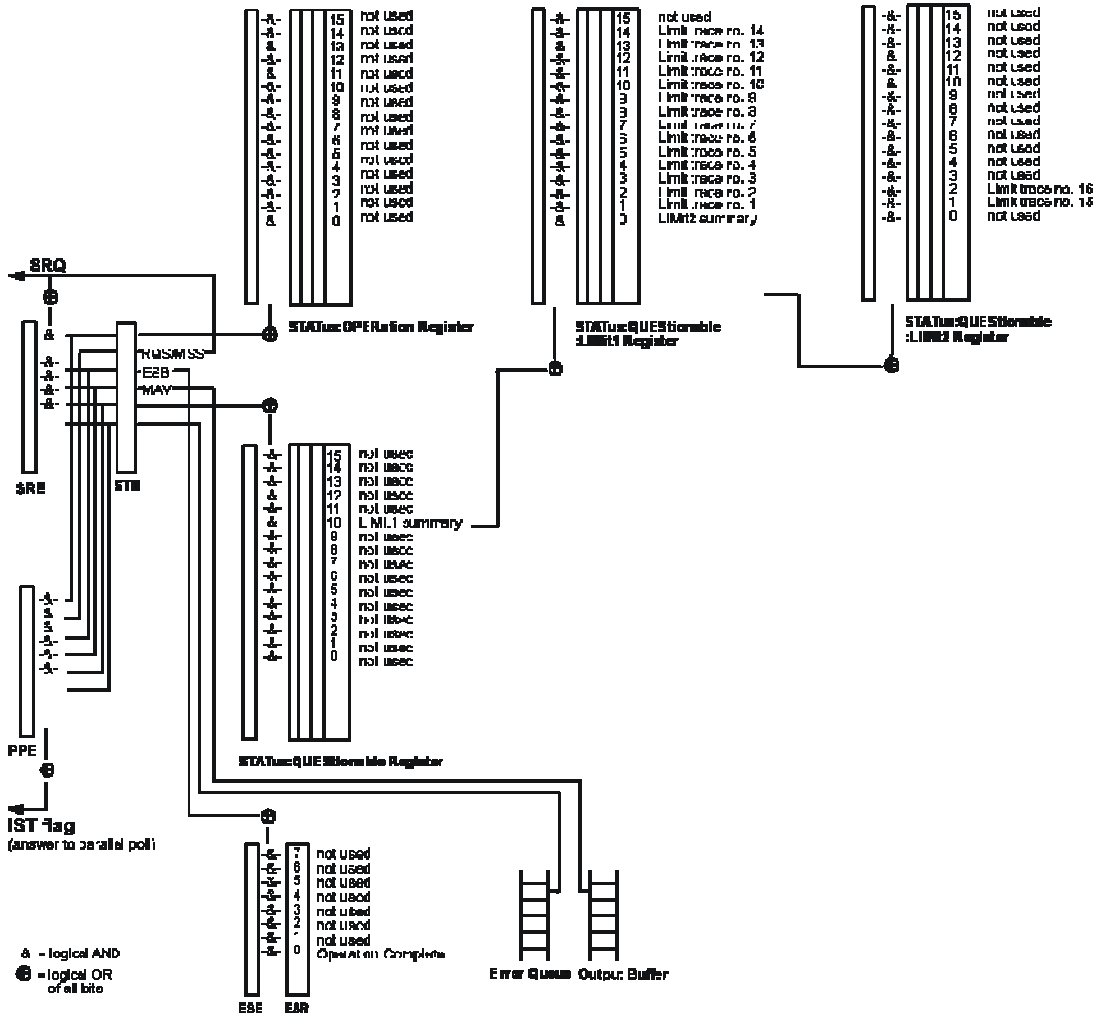 15 not used
14 not used
13 not used
12 not used
11 not used
10 not used
9 not used
8 not used
7 not used
6 not used
5 not used
4 not used
3 not used
2 not used
1 not used
0 not used
STATus:OPERation Register
15 not used
14 Limit trace no. 14
13 Limit trace no. 13
12 Limit trace no. 12
11 Limit trace no. 11
10 Limit trace no. 10
9 Limit trace no. 9
8 Limit trace no. 8
7 Limit trace no. 7
6 Limit trace no. 6
5 Limit trace no. 5
4 Limit trace no. 4
3 Limit trace no. 3
2 Limit trace no. 2
1 Limit trace no. 1
0 LIMit2 summary
STATus:QUEStionable
:LIMit1 Register
15 not used
14 not used
13 not used
12 not used
11 not used
10 not used
9 not used
8 not used
7 not used
6 not used
5 not used
4 not used
3 not used
2 Limit trace no. 16
1 Limit trace no. 15
0 not used
STATus:QUEStionable
:LIMit2 Register
SRQ
RQS/MSS
ESB
MAV
SRE
STB
15 not used
14 not used
13 not used
12 not used
11 not used
10 LIMit1 summary
9 not used
8 not used
7 not used
6 not used
5 not used
4 not used
3 not used
2 not used
1 not used
0 not used
STATus:QUEStionable Register
PPE
IST flag
(answer to parallel poll)
7 not used
6 not used
5 not used
4 not used
3 not used
2 not used
1 not used
0 Operation Complete
ESE
ESR
Error Queue
Output Buffer
& = logical AND
= logical OR
of all bits